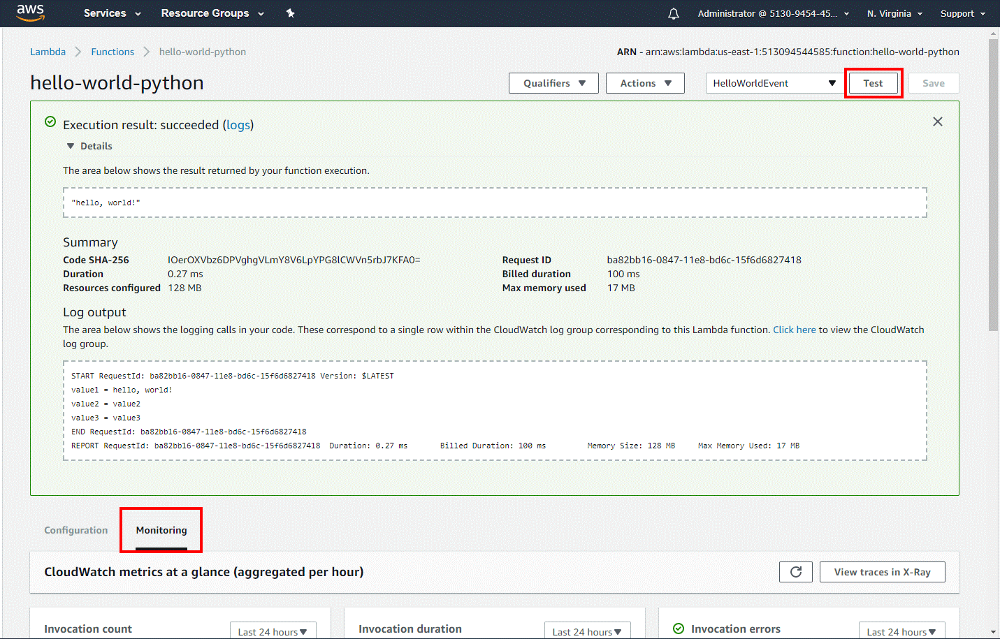 aws Services Resource Groups Administrator @ 5130-9454-45... N. Virginia Support
Lambda Functions hello-world-python ARN - arn:aws:lambda:us-east-1:513094544585:function:hello-world-python
hello-world-python Qualifiers Actions HelloWorldEvent Test Save
Execution result: succeeded (logs)
Details
The area below shows the result returned by your function execution.
"hello, world!"
Summary
Code SHA-256 IOerOXVbz6DPVghgVLmY8V6LpYPG8lCWVn5rbJ7KFA0= Request ID ba82bb16-0847-11e8-bd6c-15f6d6827418
Duration 0.27 ms Billed duration 100 ms
Resources configured 128 MB Max memory used 17 MB
Log output
The area below shows the logging calls in your code. These correspond to a single row within the CloudWatch log group corresponding to this Lambda function. Click here to view the CloudWatch
log group.
START RequestId: ba82bb16-0847-11e8-bd6c-15f6d6827418 Version: $LATEST
value1 = hello, world!
value2 = value2
value3 = value3
END RequestId: ba82bb16-0847-11e8-bd6c-15f6d6827418
REPORT RequestId: ba82bb16-0847-11e8-bd6c-15f6d6827418 Duration: 0.27 ms Billed Duration: 100 ms Memory Size: 128 MB Max Memory Used: 17 MB
Configuration Monitoring
CloudWatch metrics at a glance (aggregated per hour) View traces in X-Ray
Invocation count Last 24 hours Invocation duration Last 24 hours Invocation errors Last 24 hours